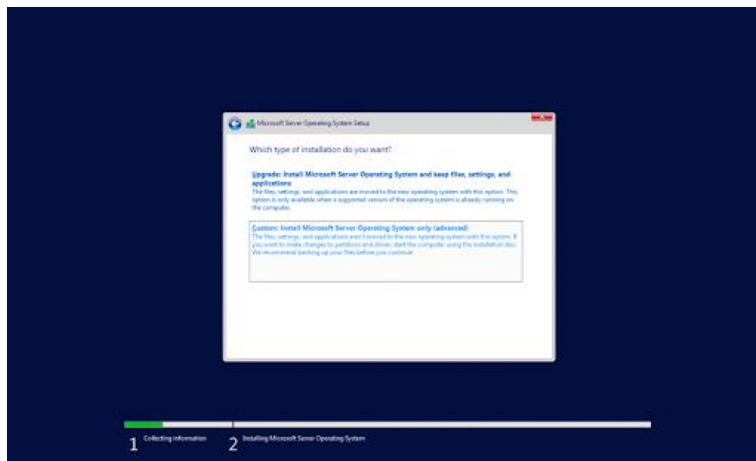 Microsoft Server Operating System Setup
Which type of installation do you want?
Upgrade: Install Microsoft Server Operating System and keep files, settings, and
applications
The files, settings, and applications are moved to the new operating system with this option. This
option is only available when a supported version of the operating system is already running on
the computer.
Custom: Install Microsoft Server Operating System only (advanced)
The files, settings, and applications aren't moved to the new operating system with this option. If
you want to make changes to partitions and drives, start the computer using the installation disc.
We recommend backing up your files before you continue.
1 Collecting information
2 Installing Microsoft Server Operating System